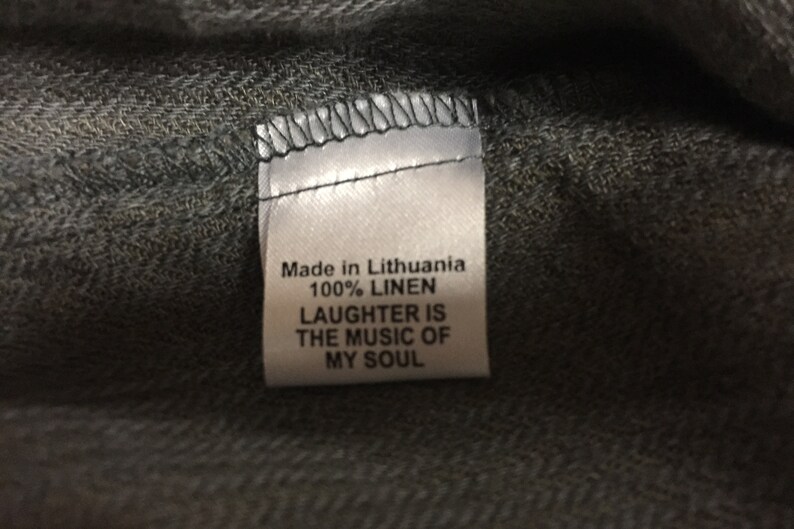 Made in Lithuania
100% LINEN
LAUGHTER IS
THE MUSIC OF
MY SOUL